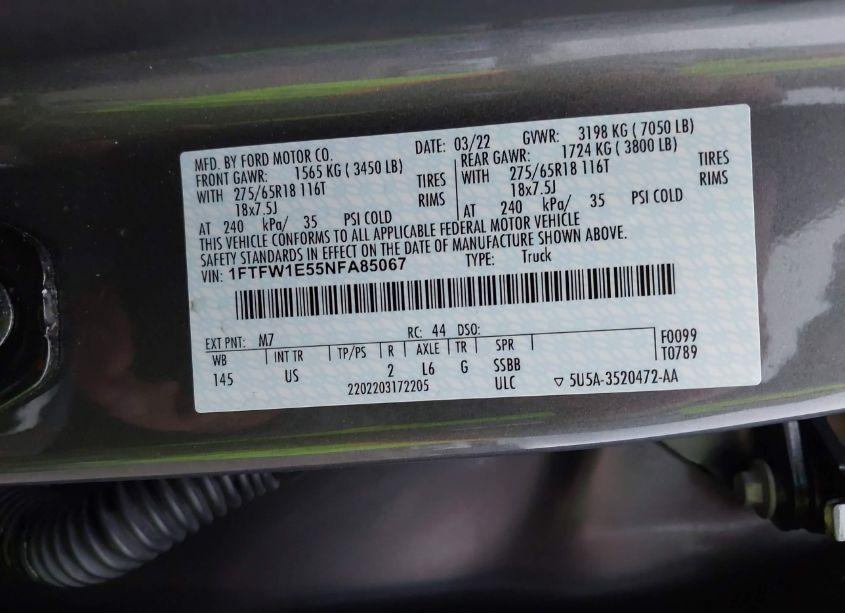 MFD. BY FORD MOTOR CO. DATE: 03/22 GVWR: 3198 KG ( 7050 LB)
FRONT GAWR: 1565 KG ( 3450 LB) REAR GAWR: 1724 KG ( 3800 LB)
WITH 275/65R18 116T TIRES WITH 275/65R18 116T TIRES
18x7.5J RIMS 18x7.5J RIMS
AT 240 kPa/ 35 PSI COLD AT 240 kPa/ 35 PSI COLD
THIS VEHICLE CONFORMS TO ALL APPLICABLE FEDERAL MOTOR VEHICLE
SAFETY STANDARDS IN EFFECT ON THE DATE OF MANUFACTURE SHOWN ABOVE.
VIN: 1FTFW1E55NFA85067 TYPE: Truck
EXT PNT: M7 RC: 44 DSO: F0099
WB INT TR TP/PS R AXLE TR SPR T0789
145 US 2 L6 G SSBB
2202203172205 ULC ▽ 5U5A-3520472-AA